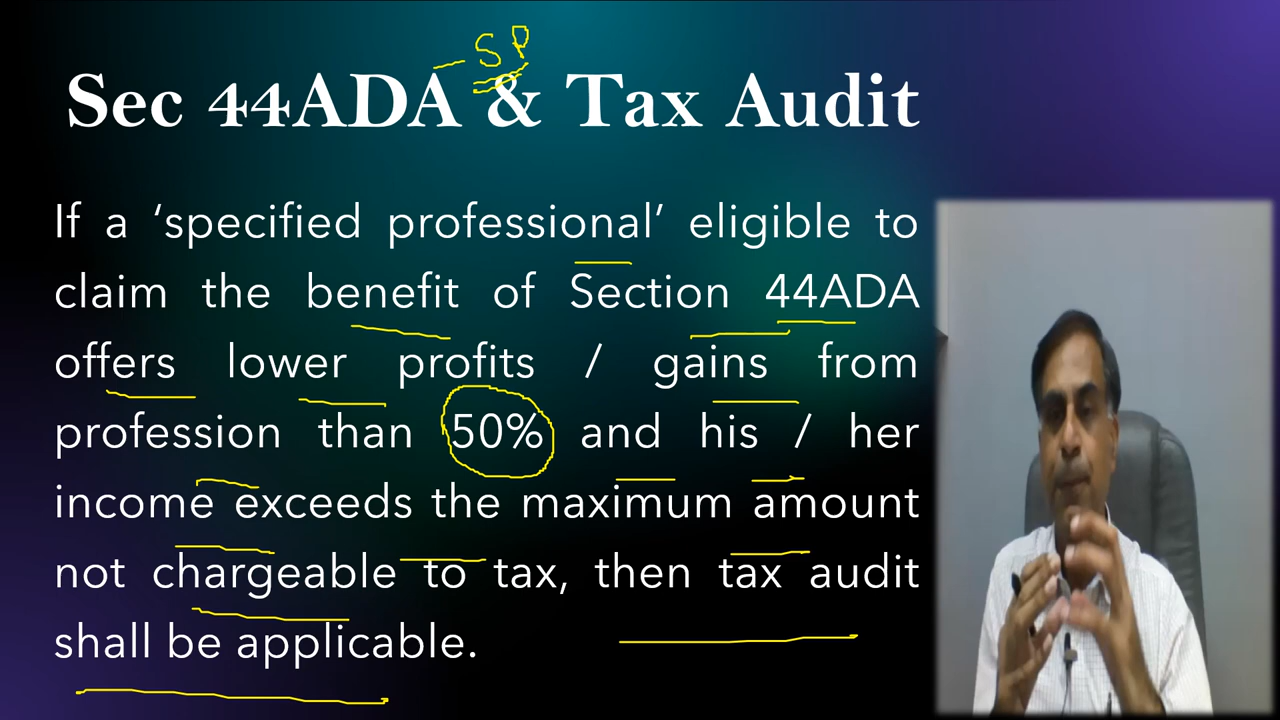 SP
Sec 44ADA & Tax Audit
If a ‘specified professional’ eligible to
claim the benefit of Section 44ADA
offers lower profits / gains from
profession than 50% and his / her
income exceeds the maximum amount
not chargeable to tax, then tax audit
shall be applicable.